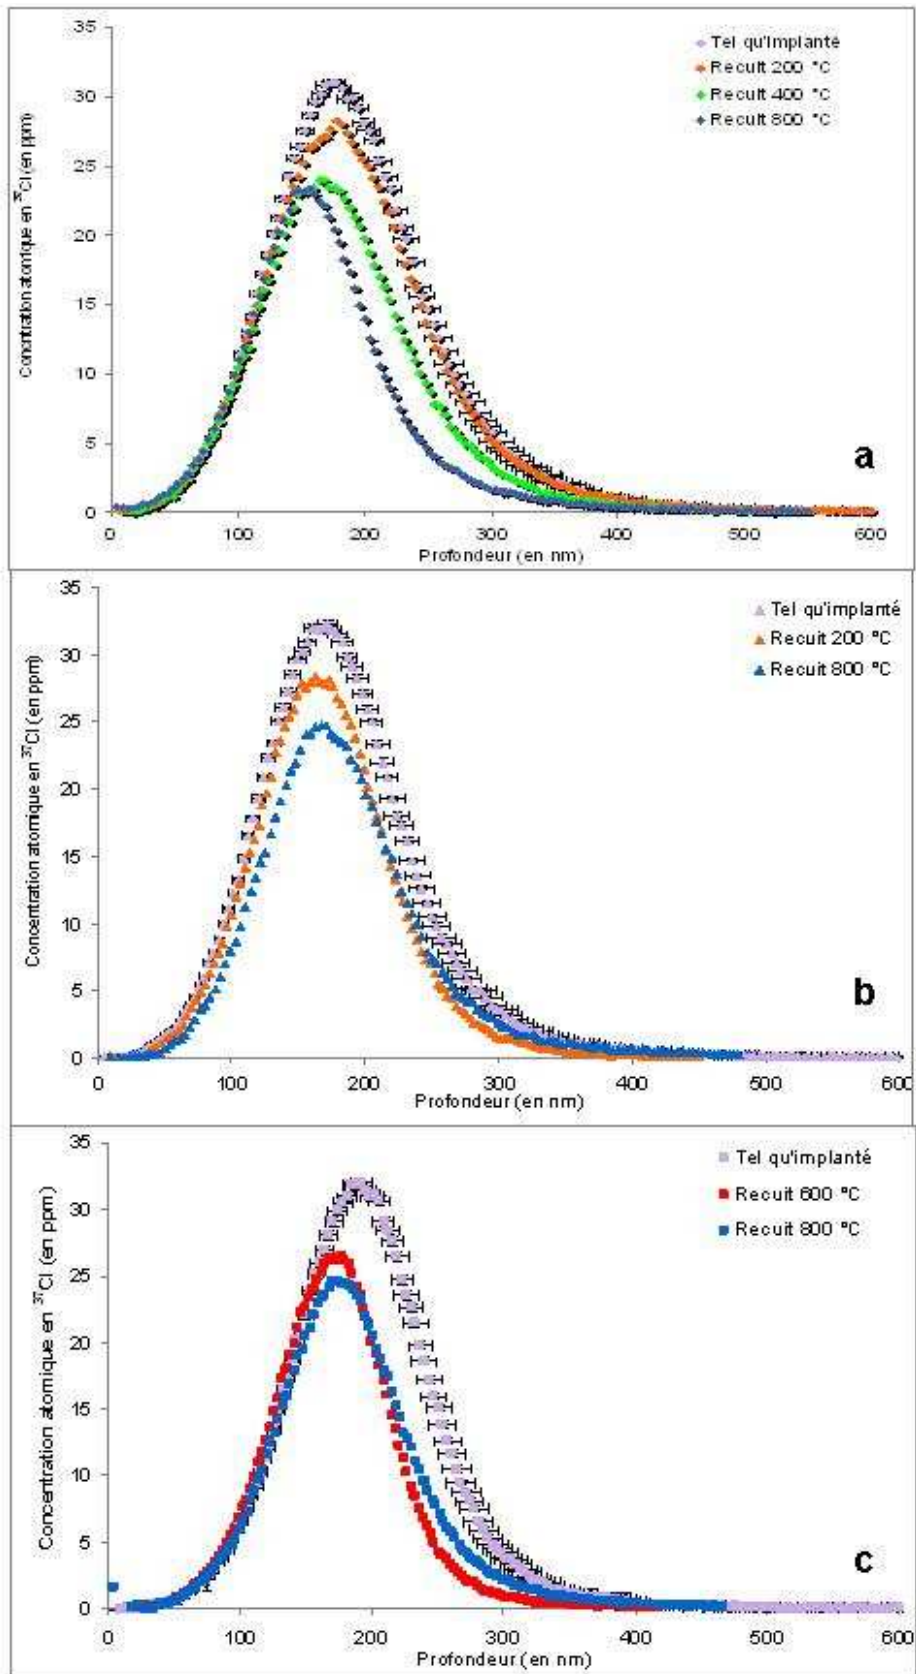 Concentration atomique en ³⁷Cl (en ppm)
35
30
25
20
15
10
5
0
Tel qu'implanté
Recuit 200 °C
Recuit 400 °C
Recuit 800 °C
a
0 100 200 300 400 500 600
Profondeur (en nm)
Concentration atomique en ³⁷Cl (en ppm)
35
30
25
20
15
10
5
0
Tel qu'implanté
Recuit 200 °C
Recuit 800 °C
b
0 100 200 300 400 500 600
Profondeur (en nm)
Concentration atomique en ³⁷Cl (en ppm)
35
30
25
20
15
10
5
0
Tel qu'implanté
Recuit 600 °C
Recuit 800 °C
c
0 100 200 300 400 500 600
Profondeur (en nm)